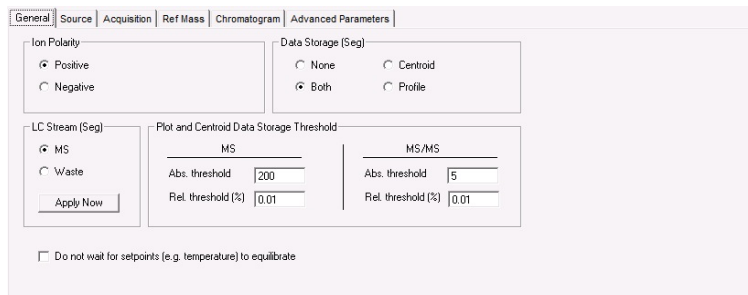 General Source Acquisition Ref Mass Chromatogram Advanced Parameters
Ion Polarity
Positive
Negative
Data Storage (Seg)
None Centroid
Both Profile
LC Stream (Seg)
MS
Waste
Apply Now
Plot and Centroid Data Storage Threshold
MS
Abs. threshold 200
Rel. threshold (%) 0.01
MS/MS
Abs. threshold 5
Rel. threshold (%) 0.01
Do not wait for setpoints (e.g. temperature) to equilibrate